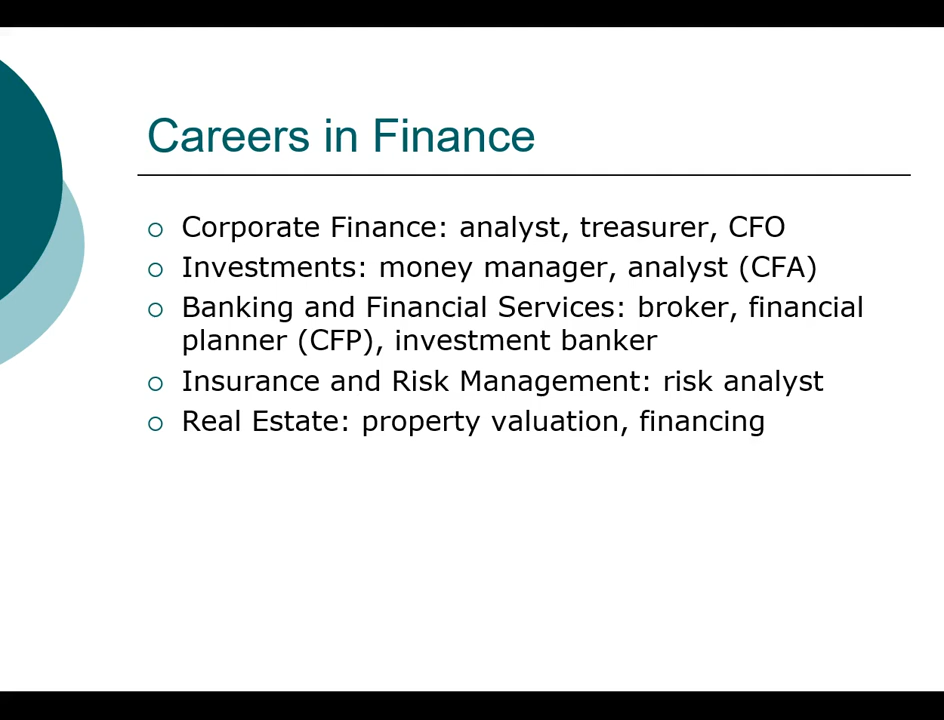 Careers in Finance
Corporate Finance: analyst, treasurer, CFO
Investments: money manager, analyst (CFA)
Banking and Financial Services: broker, financial
planner (CFP), investment banker
Insurance and Risk Management: risk analyst
Real Estate: property valuation, financing